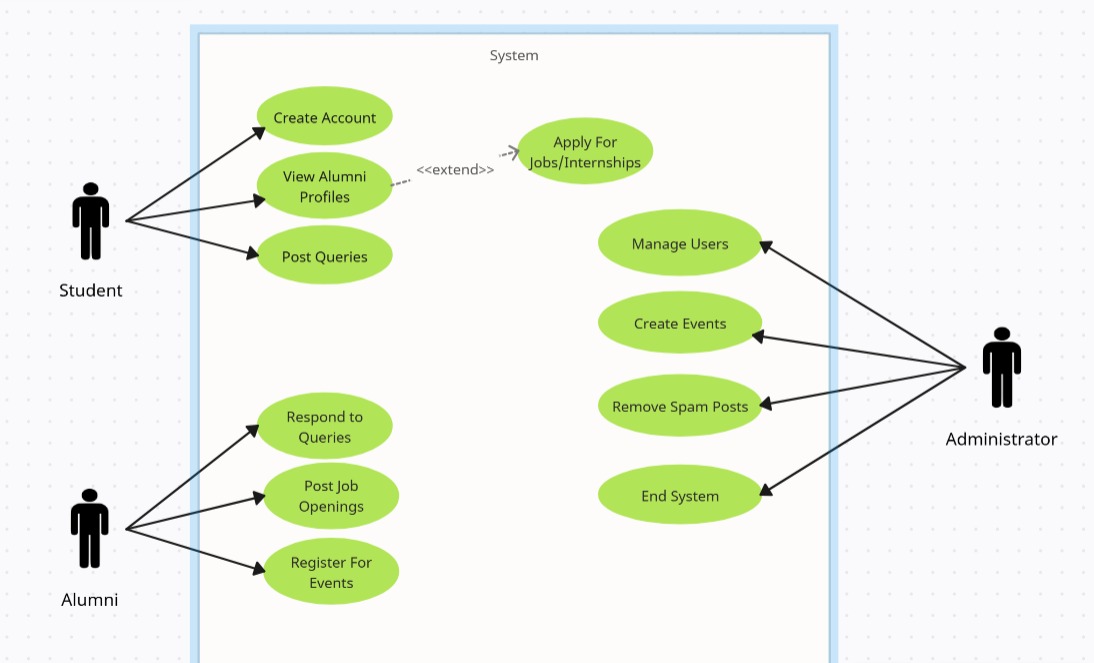 System
Create Account
View Alumni
Profiles
<<extend>>
Apply For
Jobs/Internships
Post Queries
Student
Manage Users
Create Events
Remove Spam Posts
End System
Administrator
Respond to
Queries
Post Job
Openings
Register For
Events
Alumni